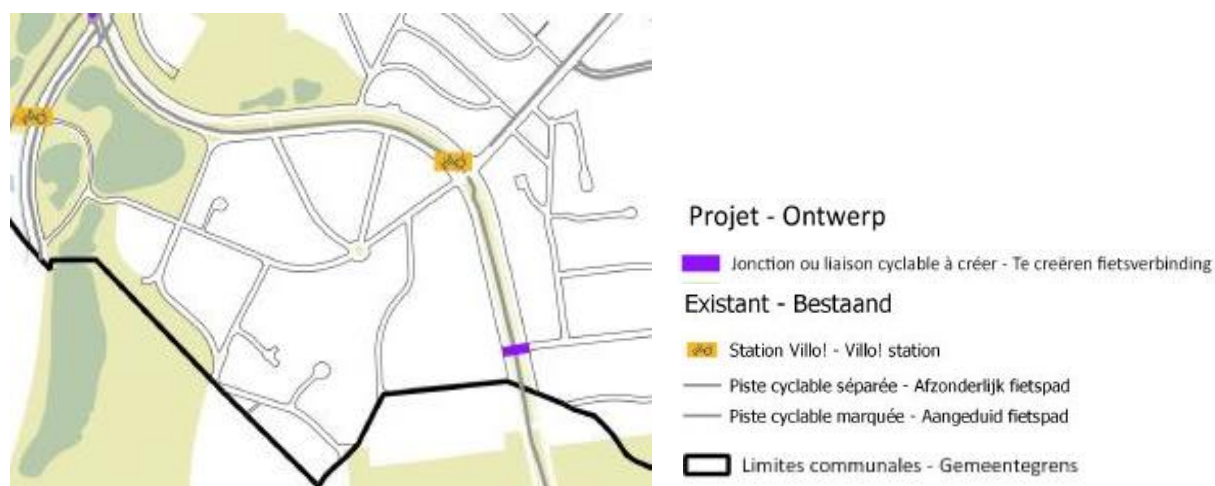 Projet - Ontwerp
Jonction ou liaison cyclable à créer - Te creëren fietsverbinding
Existant - Bestaand
Station Villo! - Villo! station
Piste cyclable séparée - Afzonderlijk fietspad
Piste cyclable marquée - Aangeduid fietspad
Limites communales - Gemeentegrens